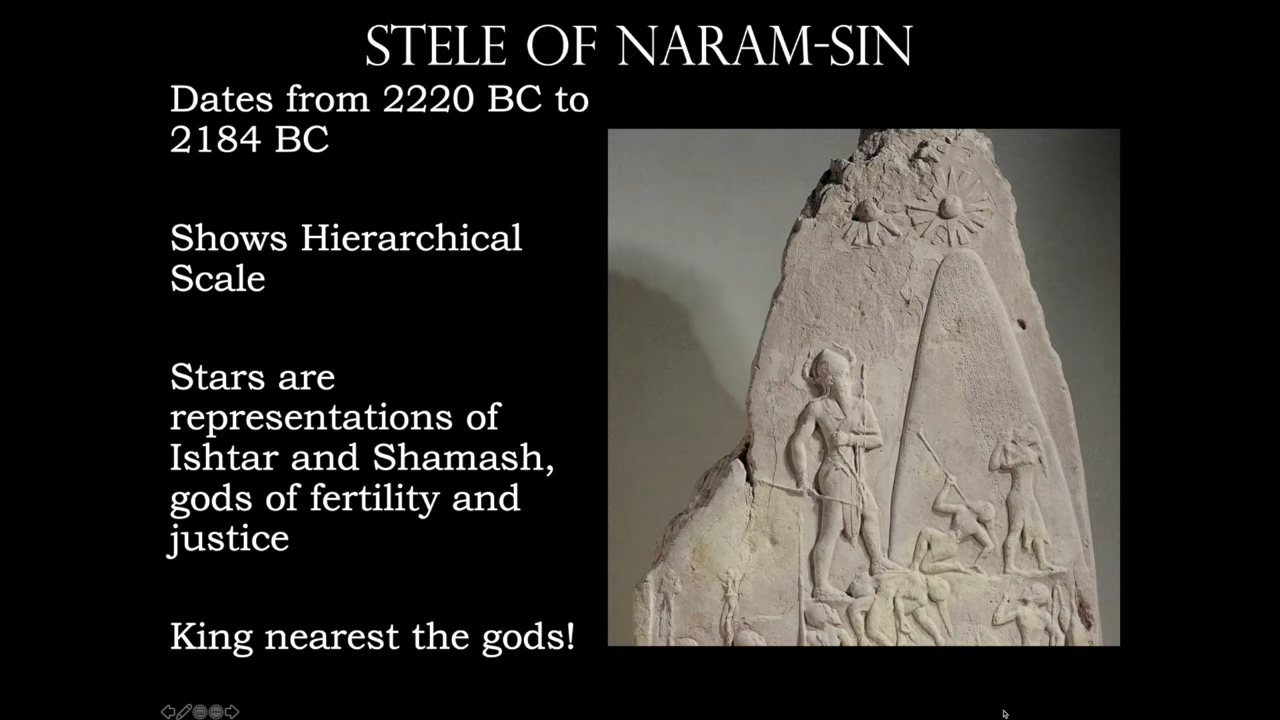 STELE OF NARAM-SIN
Dates from 2220 BC to
2184 BC
Shows Hierarchical
Scale
Stars are
representations of
Ishtar and Shamash,
gods of fertility and
justice
King nearest the gods!